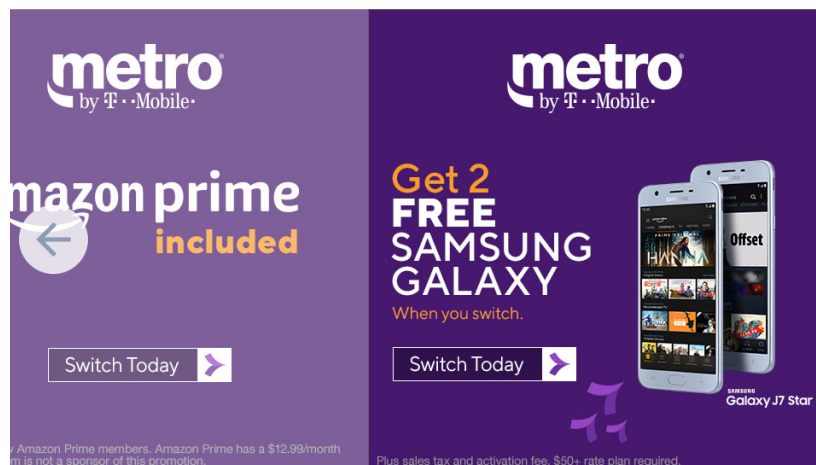 metro
by T··Mobile·
amazon prime
included
Switch Today
Amazon Prime members. Amazon Prime has a $12.99/month
is not a sponsor of this promotion.
metro
by T··Mobile·
Get 2
FREE
SAMSUNG
GALAXY
When you switch.
Switch Today
SAMSUNG
Offset
HANNA
SAMSUNG
Galaxy J7 Star
Plus sales tax and activation fee. $50+ rate plan required.